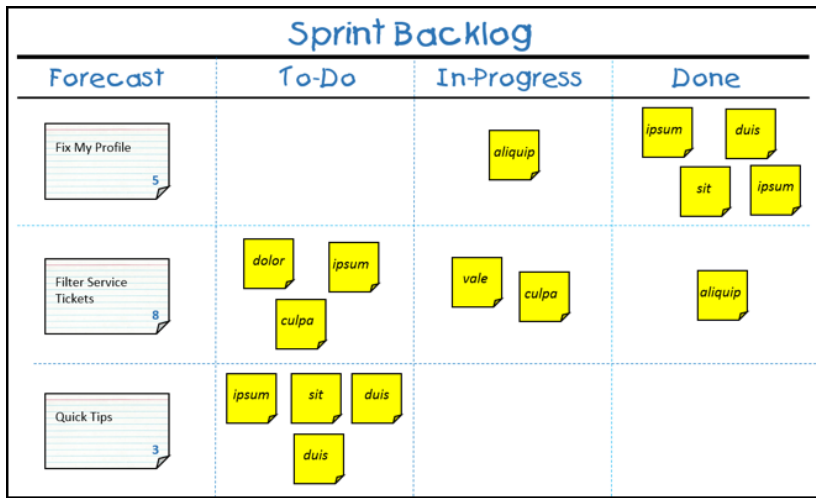 Sprint Backlog
Forecast To-Do In-Progress Done
Fix My Profile
5
aliquip
ipsum duis
sit ipsum
Filter Service
Tickets
8
dolor ipsum
culpa
vale culpa
aliquip
Quick Tips
3
ipsum sit duis
duis